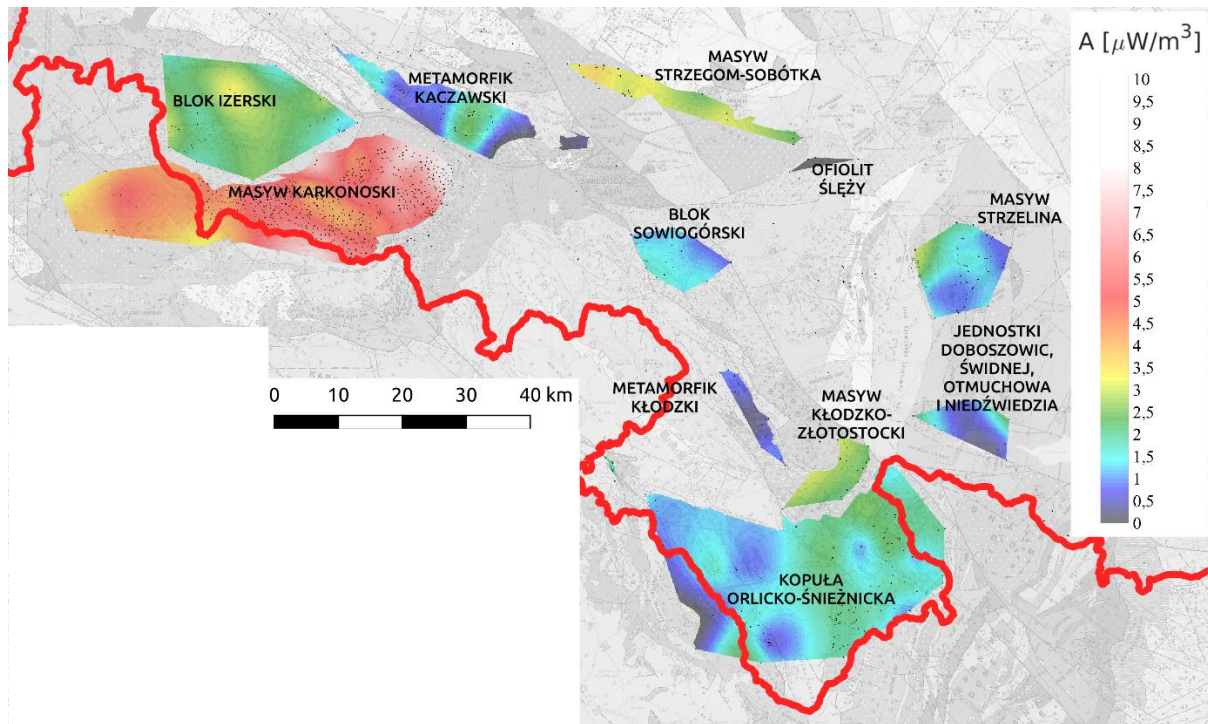 A [μW/m³]
10
9,5
9
8,5
8
7,5
7
6,5
6
5,5
5
4,5
4
3,5
3
2,5
2
1,5
1
0,5
0
BLOK IZERSKI
METAMORFIK
KACZAWSKI
MASYW
STRZEGOM-SOBÓTKA
MASYW KARKONOSKI
OFIOLIT
ŚLĘŻY
BLOK
SOWIOGÓRSKI
MASYW
STRZELINA
JEDNOSTKI
DOBOSZOWIC,
ŚWIDNEJ,
OTMUCHOWA
I NIEDŹWIEDZIA
0 10 20 30 40 km
METAMORFIK
KŁODZKI
MASYW
KŁODZKO-
ZŁOTOSTOCKI
KOPUŁA
ORLICKO-ŚNIEŻNICKA